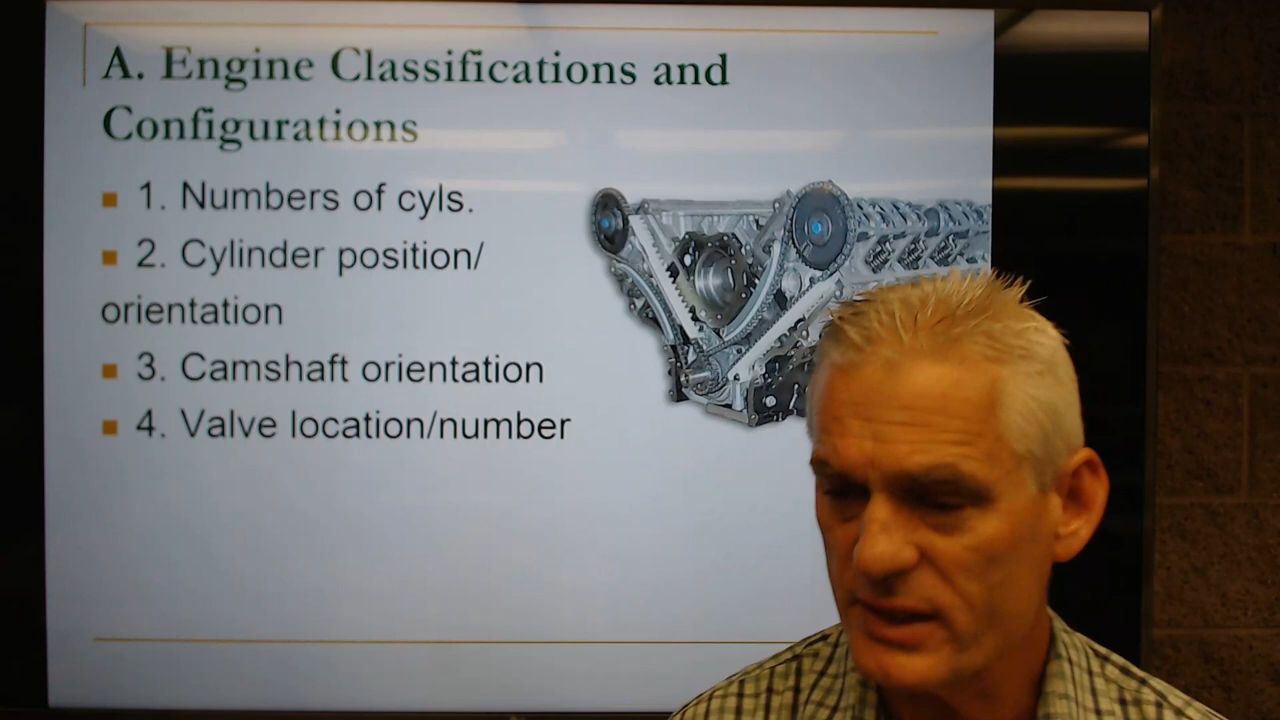 A. Engine Classifications and
Configurations
1. Numbers of cyls.
2. Cylinder position/
orientation
3. Camshaft orientation
4. Valve location/number